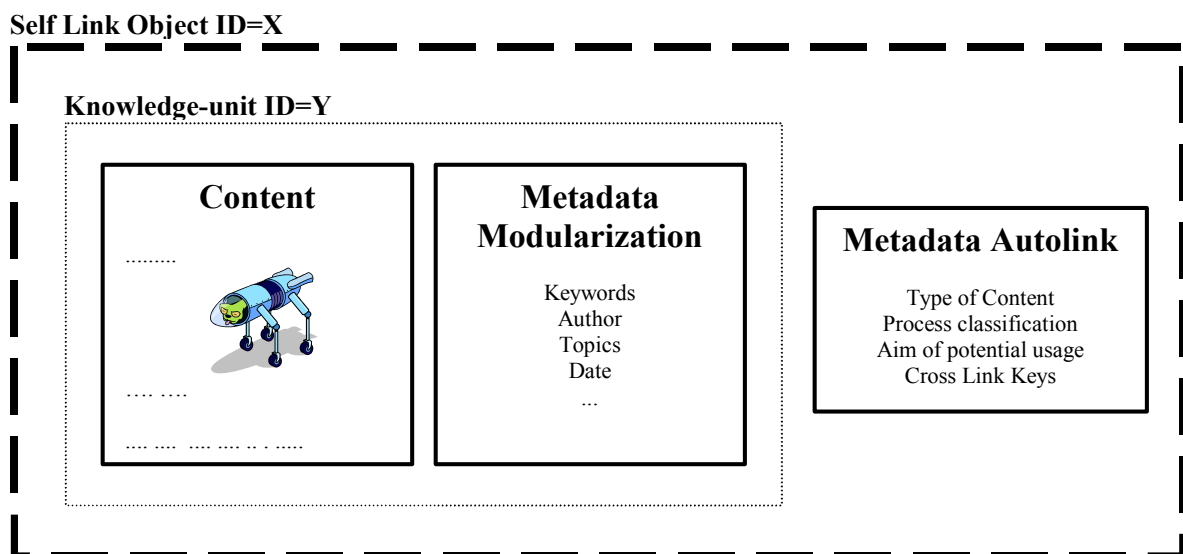 Self Link Object ID=X
Knowledge-unit ID=Y
Content
.........
.... ....
.... .... .... .... .. . .....
Metadata
Modularization
Keywords
Author
Topics
Date
...
Metadata Autolink
Type of Content
Process classification
Aim of potential usage
Cross Link Keys